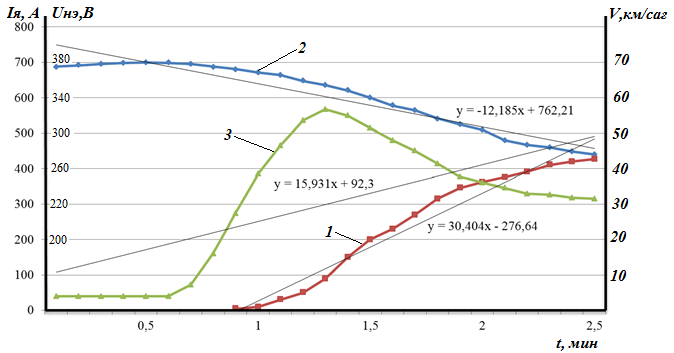 Iя, А Uнэ,В V,км/саг
800
700 380 70
2
600 340 60
y = -12,185x + 762,21
500 300 50
3
400 260 40
y = 15,931x + 92,3
300 220 30
1 y = 30,404x - 276,64
200 200 20
100 10
0
0,5 1 1,5 2 2,5
t, мин